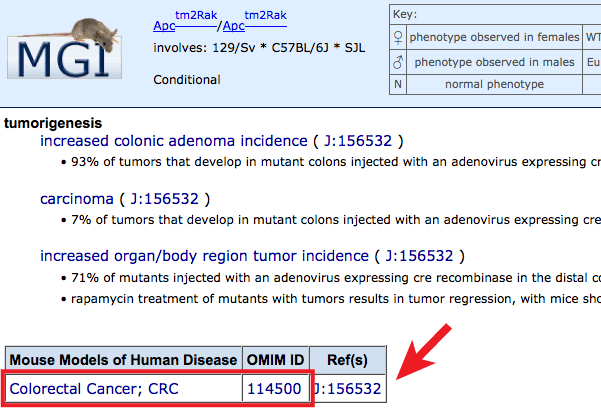 tm2Rak tm2Rak
Apc /Apc
involves: 129/Sv * C57BL/6J * SJL
Conditional
MGI
Key:
♀ phenotype observed in females WT
♂ phenotype observed in males Eu
N normal phenotype
tumorigenesis
increased colonic adenoma incidence ( J:156532 )
• 93% of tumors that develop in mutant colons injected with an adenovirus expressing cr
carcinoma ( J:156532 )
• 7% of tumors that develop in mutant colons injected with an adenovirus expressing cre
increased organ/body region tumor incidence ( J:156532 )
• 71% of mutants injected with an adenovirus expressing cre recombinase in the distal co
• rapamycin treatment of mutants with tumors results in tumor regression, with mice sho
Mouse Models of Human Disease OMIM ID Ref(s)
Colorectal Cancer; CRC 114500 J:156532